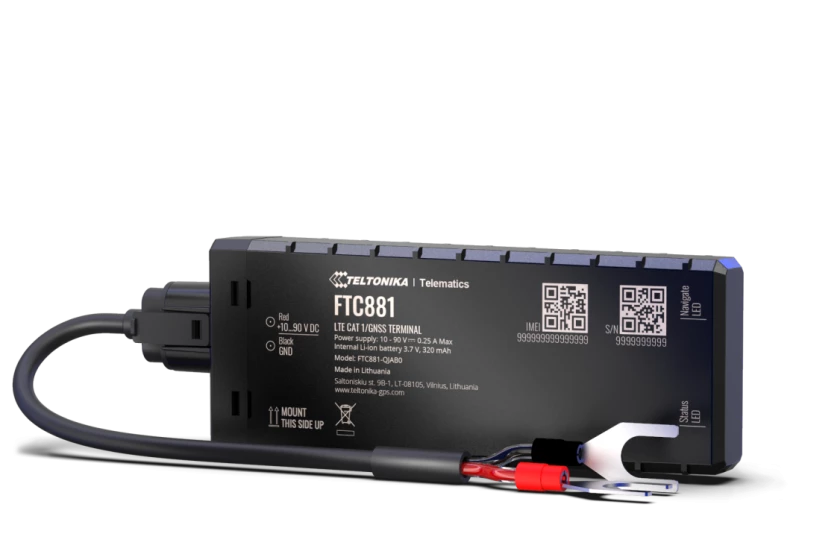 TELTONIKA | Telematics
FTC881
LTE CAT 1/GNSS TERMINAL
Power supply: 10 - 90 V⎓ 0.25 A Max
Internal Li-ion battery 3.7 V, 320 mAh
Model: FTC881-QJAB0
Made in Lithuania
Saltoniskiu st. 9B-1, LT-08105, Vilnius, Lithuania
www.teltonika-gps.com
Red
+10...90 V DC
Black
GND
MOUNT
THIS SIDE UP
IMEI
999999999999999
S/N
9999999999
Navigate
LED
Status
LED